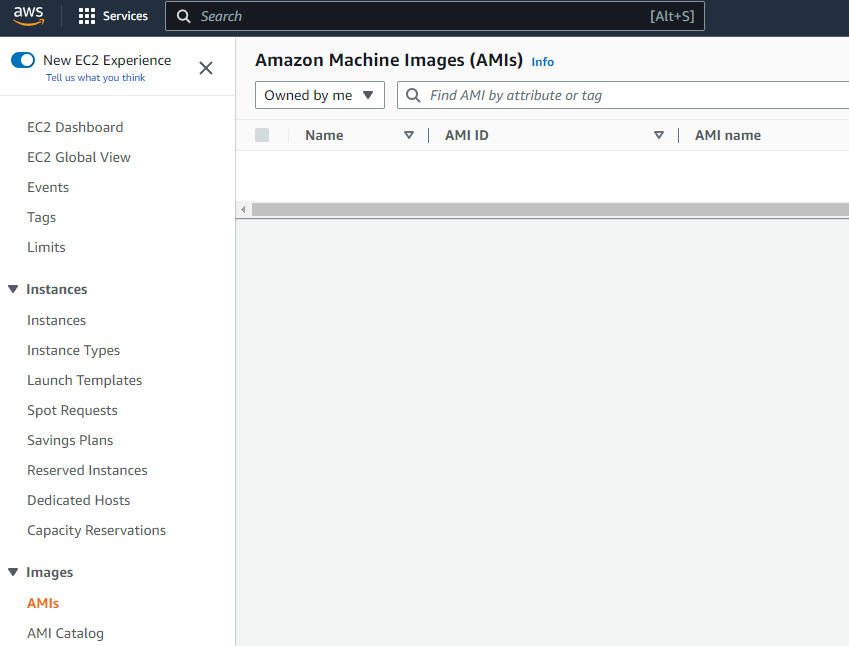 aws Services Search [Alt+S]
New EC2 Experience
Tell us what you think
EC2 Dashboard
EC2 Global View
Events
Tags
Limits
Instances
Instances
Instance Types
Launch Templates
Spot Requests
Savings Plans
Reserved Instances
Dedicated Hosts
Capacity Reservations
Images
AMIs
AMI Catalog
Amazon Machine Images (AMIs) Info
Owned by me Find AMI by attribute or tag
Name AMI ID AMI name